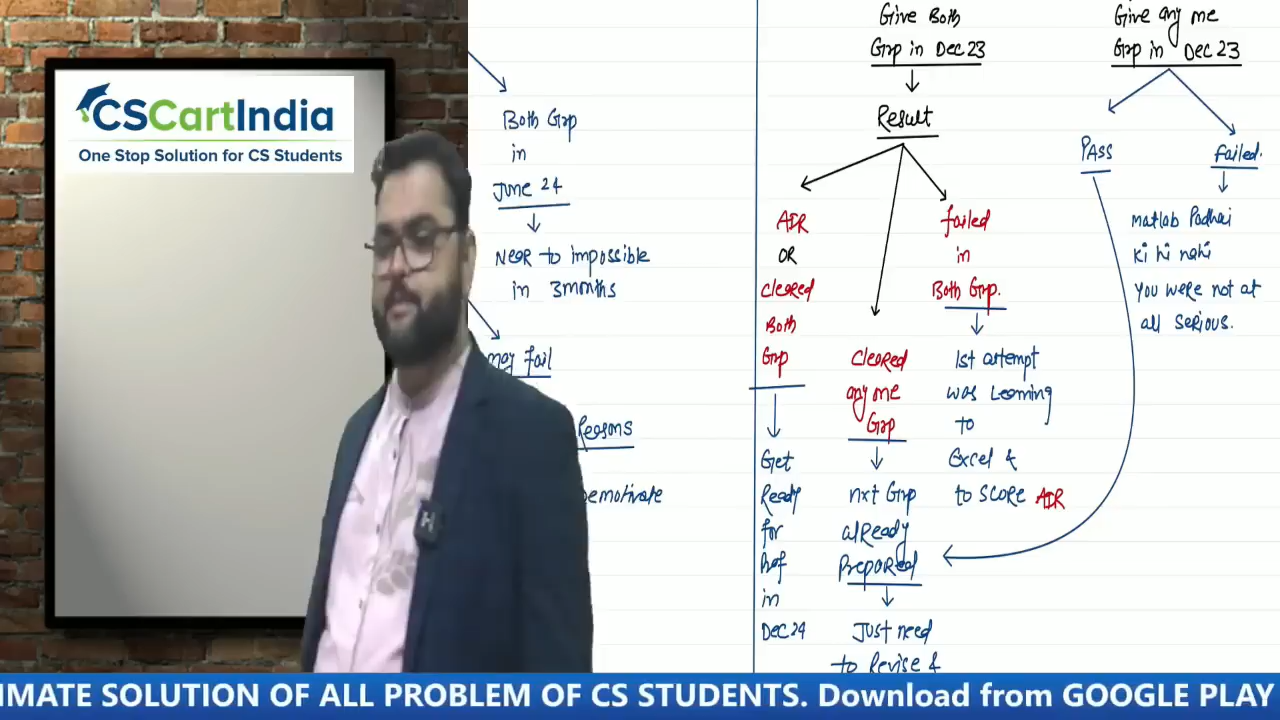 CSCartIndia
One Stop Solution for CS Students
Both Grp
in
June 24
Near to impossible
in 3months
may fail
Reasons
Demotivate
Give Both
Grp in Dec 23
Result
AIR
OR
cleared
Both
Grp
Get
Ready
for
Prof
in
Dec 24
cleared
any one
Grp
nxt Grp
already
Prepared
Just need
to Revise &
failed
in
Both Grp.
1st attempt
was Learning
to
Excel &
to score AIR
Give any one
Grp in Dec 23
PASS
failed.
matlab Padhai
ki hi nahi
you were not at
all serious.
IMATE SOLUTION OF ALL PROBLEM OF CS STUDENTS. Download from GOOGLE PLAY